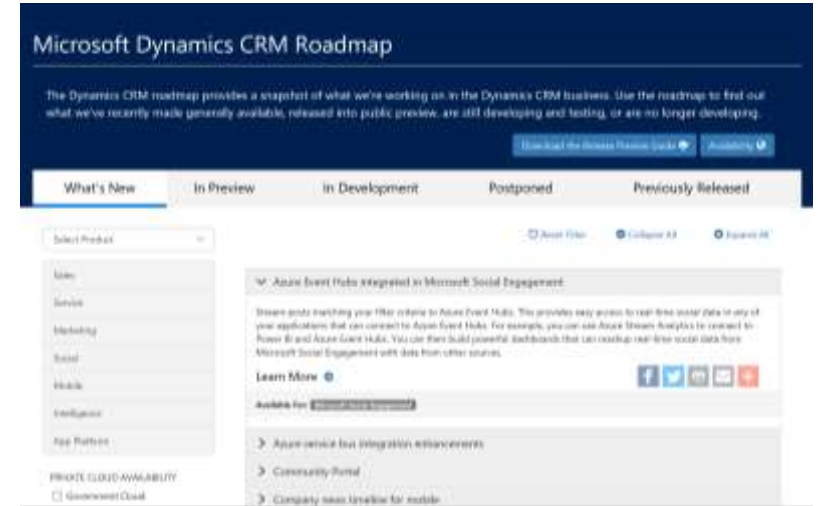 Microsoft Dynamics CRM Roadmap
The Dynamics CRM roadmap provides a snapshot of what we're working on in the Dynamics CRM business. Use the roadmap to find out
what we've recently made generally available, released into public preview, are still developing and testing, or are no longer developing.
Download the Release Preview Guide
Availability
What's New
In Preview
In Development
Postponed
Previously Released
Select Product
Reset Filter
Collapse All
Expand All
Sales
Service
Marketing
Social
Mobile
Intelligence
App Platform
PRIVATE CLOUD AVAILABILITY
Government Cloud
Azure Event Hubs integrated in Microsoft Social Engagement
Stream posts matching your filter criteria to Azure Event Hubs. This provides easy access to real-time social data in any of
your applications that can connect to Azure Event Hubs. For example, you can use Azure Stream Analytics to connect to
Power BI and Azure Event Hubs. You can then build powerful dashboards that can mashup real-time social data from
Microsoft Social Engagement with data from other sources.
Learn More
Available For: Microsoft Social Engagement
Azure service bus integration enhancements
Community Portal
Company news timeline for mobile